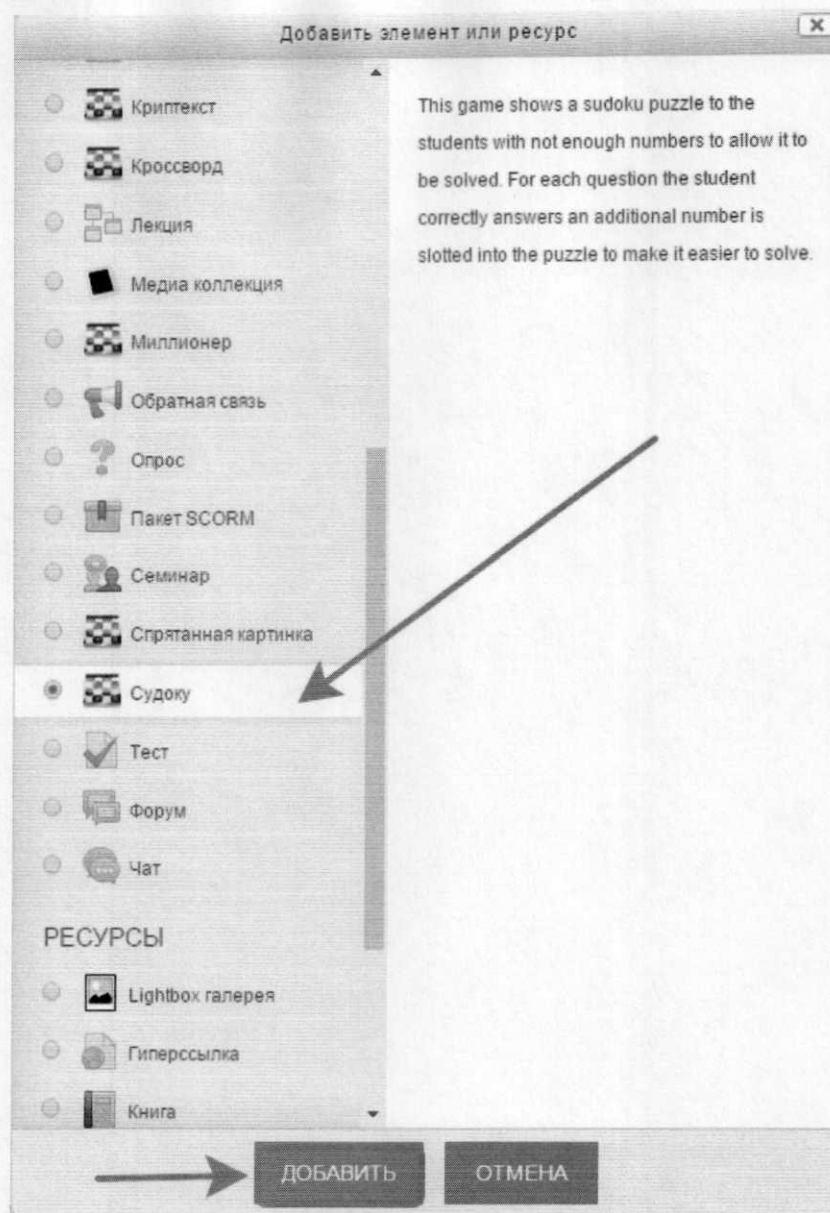 Добавить элемент или ресурс
Криптекст
Кроссворд
Лекция
Медиа коллекция
Миллионер
Обратная связь
Опрос
Пакет SCORM
Семинар
Спрятанная картинка
Судоку
Тест
Форум
Чат
РЕСУРСЫ
Lightbox галерея
Гиперссылка
Книга
This game shows a sudoku puzzle to the
students with not enough numbers to allow it to
be solved. For each question the student
correctly answers an additional number is
slotted into the puzzle to make it easier to solve.
ДОБАВИТЬ
ОТМЕНА